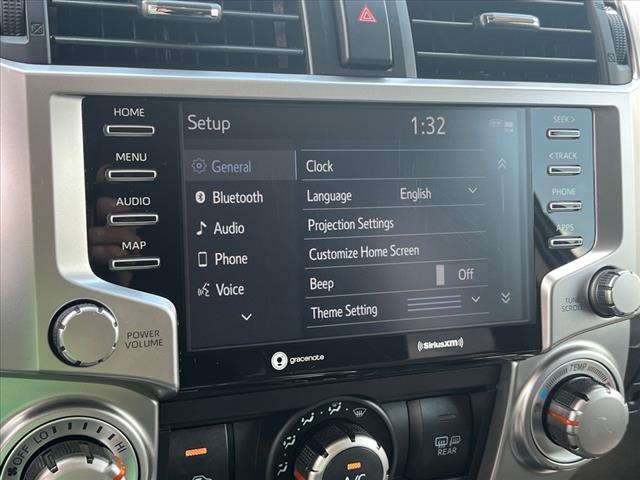 HOME
MENU
AUDIO
MAP
POWER
VOLUME
Setup
1:32
General
Bluetooth
Audio
Phone
Voice
Clock
Language English
Projection Settings
Customize Home Screen
Beep Off
Theme Setting
gracenote
SiriusXM
SEEK >
< TRACK
PHONE
APPS
TUNE
SCROLL
OFF LO HI
TEMP
A/C
REAR